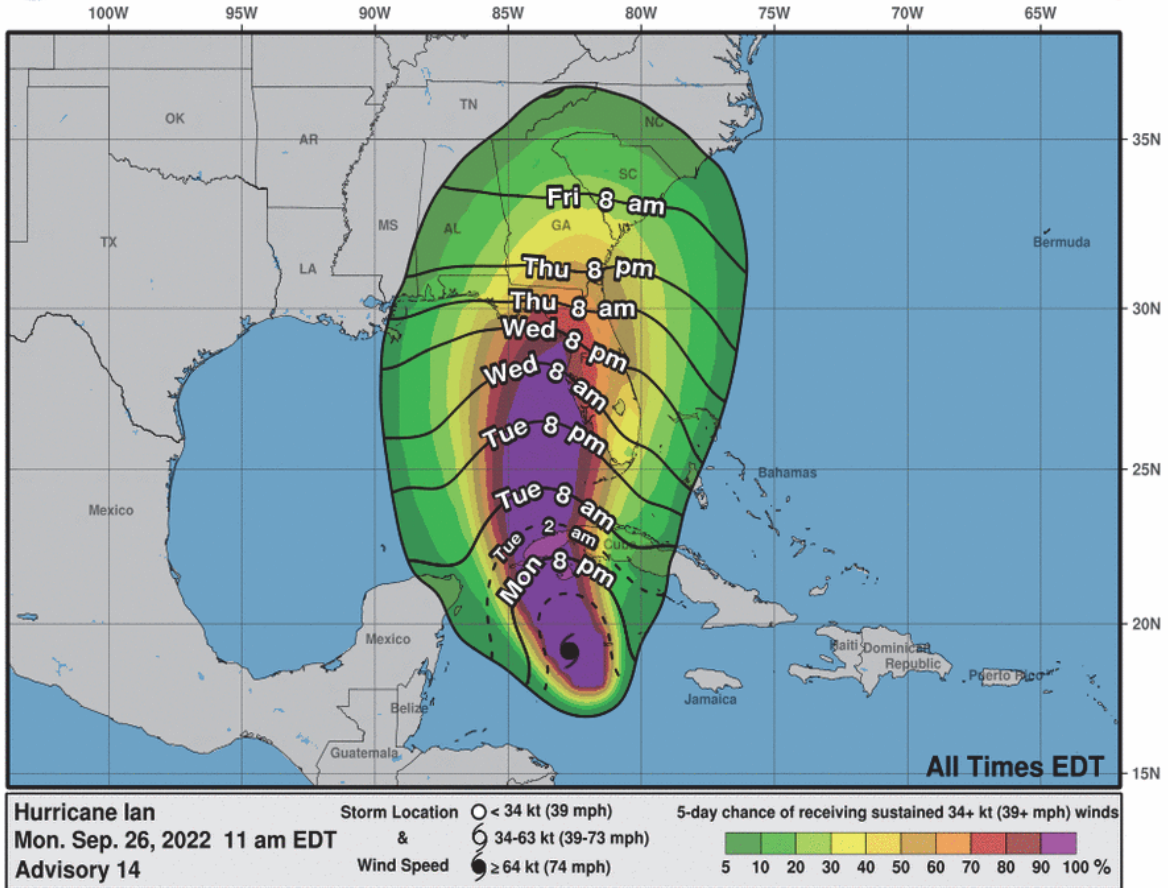 100W 95W 90W 85W 80W 75W 70W 65W
TN
OK
NC
AR
35N
SC
Fri 8 am
MS
AL
GA
TX
Bermuda
LA
Thu 8 pm
Thu 8 am
30N
Wed 8 pm
Wed 8 am
Tue 8 pm
25N
Bahamas
Tue 8 am
Mexico
Tue 2 am
Cuba
Mon 8 pm
20N
Mexico
Haiti
Dominican
Republic
Puerto Rico
Jamaica
Belize
Guatemala
All Times EDT
15N
Hurricane Ian
Mon. Sep. 26, 2022 11 am EDT
Advisory 14
Storm Location
&
Wind Speed
< 34 kt (39 mph)
34-63 kt (39-73 mph)
≥ 64 kt (74 mph)
5-day chance of receiving sustained 34+ kt (39+ mph) winds
5 10 20 30 40 50 60 70 80 90 100 %